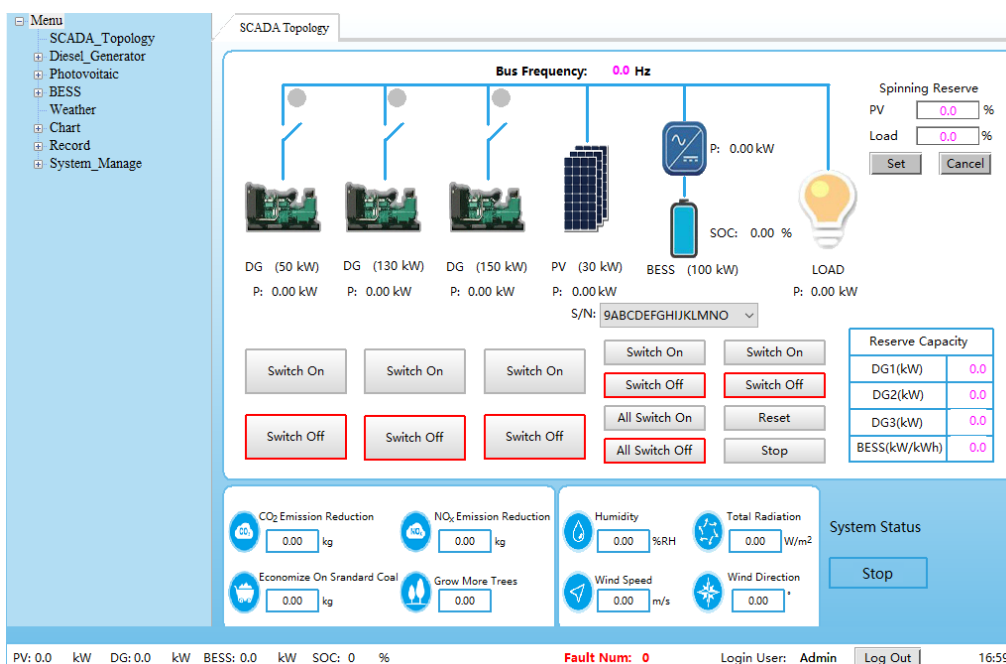 Menu
SCADA_Topology
Diesel_Generator
Photovoitaic
BESS
Weather
Chart
Record
System_Manage
SCADA Topology
Bus Frequency: 0.0 Hz
Spinning Reserve
PV 0.0 %
Load 0.0 %
Set Cancel
P: 0.00 kW
SOC: 0.00 %
DG (50 kW) DG (130 kW) DG (150 kW) PV (30 kW) BESS (100 kW) LOAD
P: 0.00 kW P: 0.00 kW P: 0.00 kW P: 0.00 kW P: 0.00 kW
S/N: 9ABCDEFGHIJKLMNO
Switch On Switch On Switch On Switch On Switch On
Switch Off Switch Off
All Switch On Reset
Switch Off Switch Off Switch Off All Switch Off Stop
Reserve Capacity
DG1(kW) 0.0
DG2(kW) 0.0
DG3(kW) 0.0
BESS(kW/kWh) 0.0
CO2 Emission Reduction
CO2 0.00 kg
NOx Emission Reduction
NOx 0.00 kg
Economize On Srandard Coal
0.00 kg
Grow More Trees
0.00
Humidity
0.00 %RH
Total Radiation
0.00 W/m2
Wind Speed
0.00 m/s
Wind Direction
0.00 °
System Status
Stop
PV: 0.0 kW DG: 0.0 kW BESS: 0.0 kW SOC: 0 % Fault Num: 0 Login User: Admin Log Out